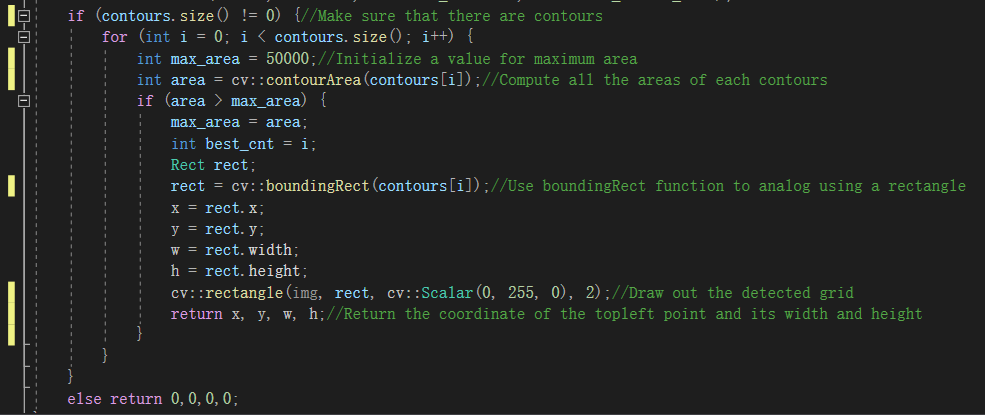 if (contours.size() != 0) {//Make sure that there are contours
for (int i = 0; i < contours.size(); i++) {
int max_area = 50000;//Initialize a value for maximum area
int area = cv::contourArea(contours[i]);//Compute all the areas of each contours
if (area > max_area) {
max_area = area;
int best_cnt = i;
Rect rect;
rect = cv::boundingRect(contours[i]);//Use boundingRect function to analog using a rectangle
x = rect.x;
y = rect.y;
w = rect.width;
h = rect.height;
cv::rectangle(img, rect, cv::Scalar(0, 255, 0), 2);//Draw out the detected grid
return x, y, w, h;//Return the coordinate of the topleft point and its width and height
}
}
}
else return 0,0,0,0;